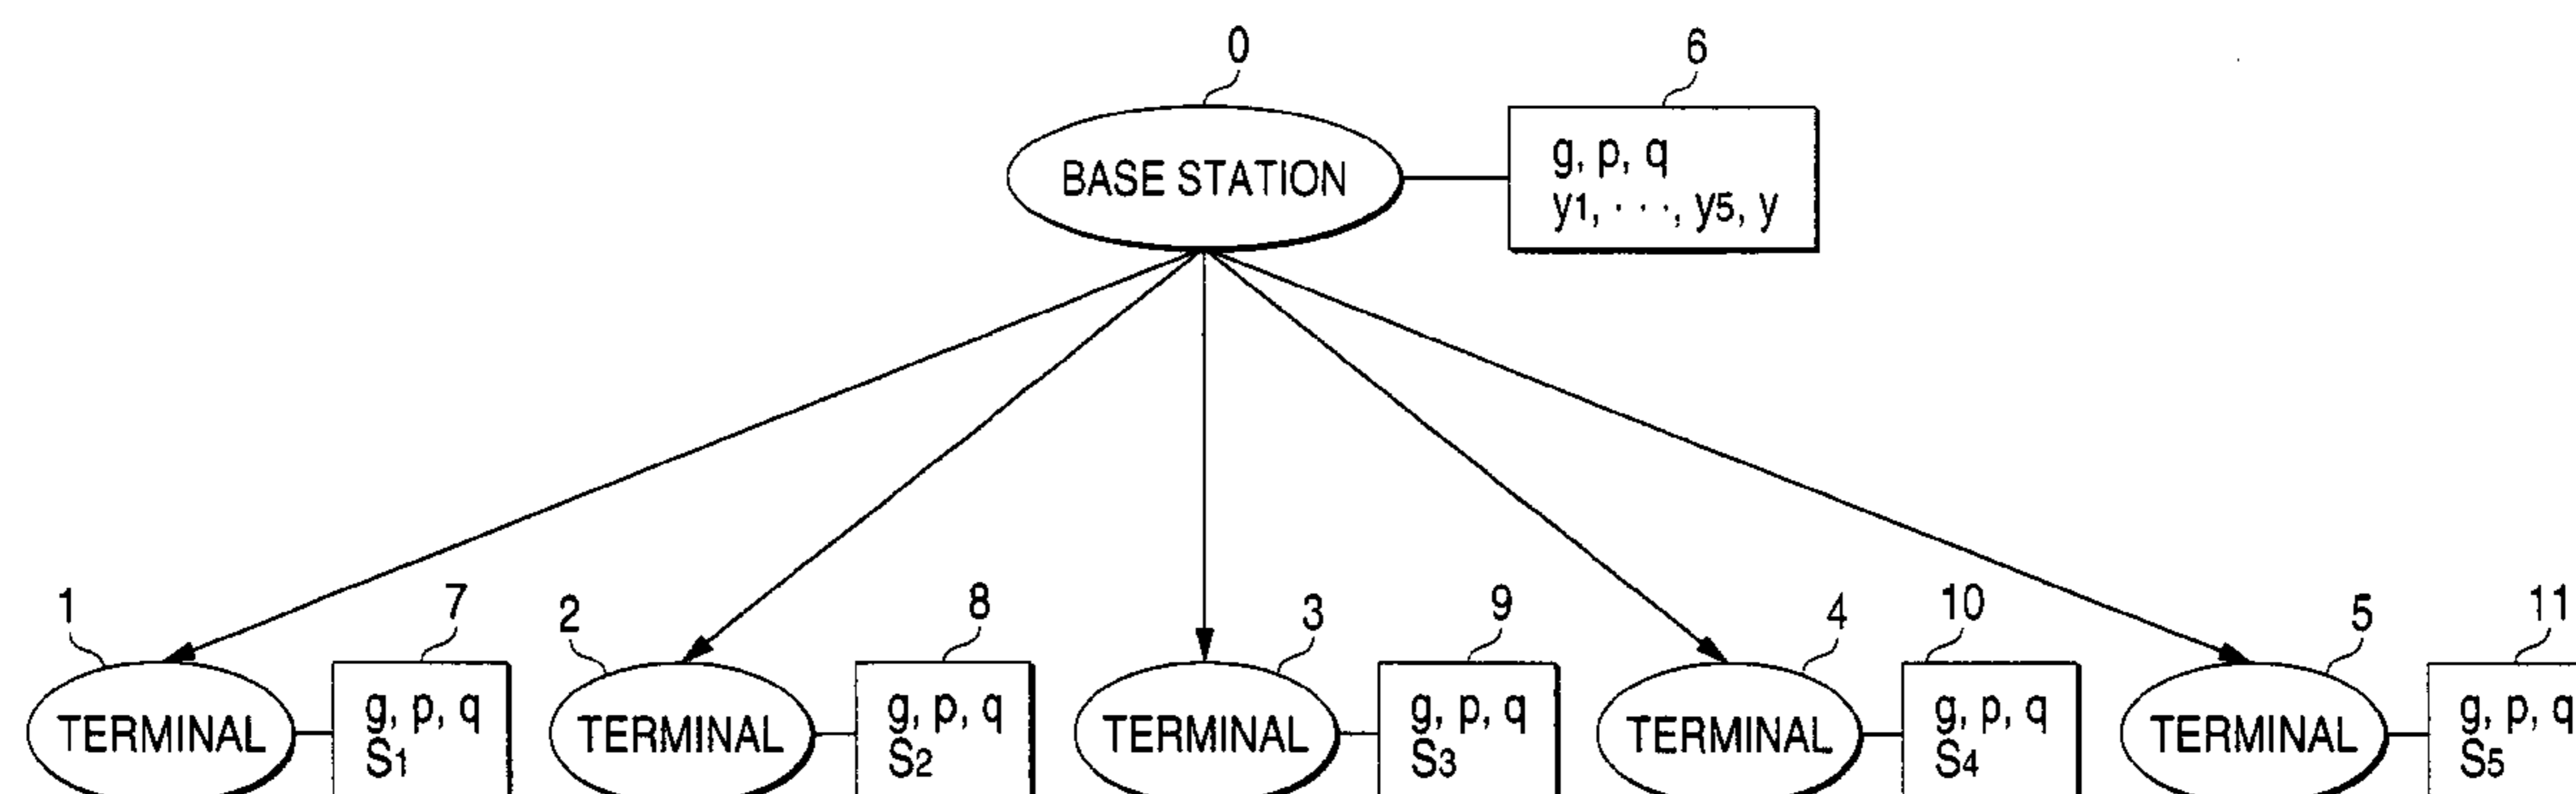 0
6
BASE STATION
g, p, q
y1, · · ·, y5, y
1
7
2
8
3
9
4
10
5
11
TERMINAL
g, p, q
S1
TERMINAL
g, p, q
S2
TERMINAL
g, p, q
S3
TERMINAL
g, p, q
S4
TERMINAL
g, p, q
S5